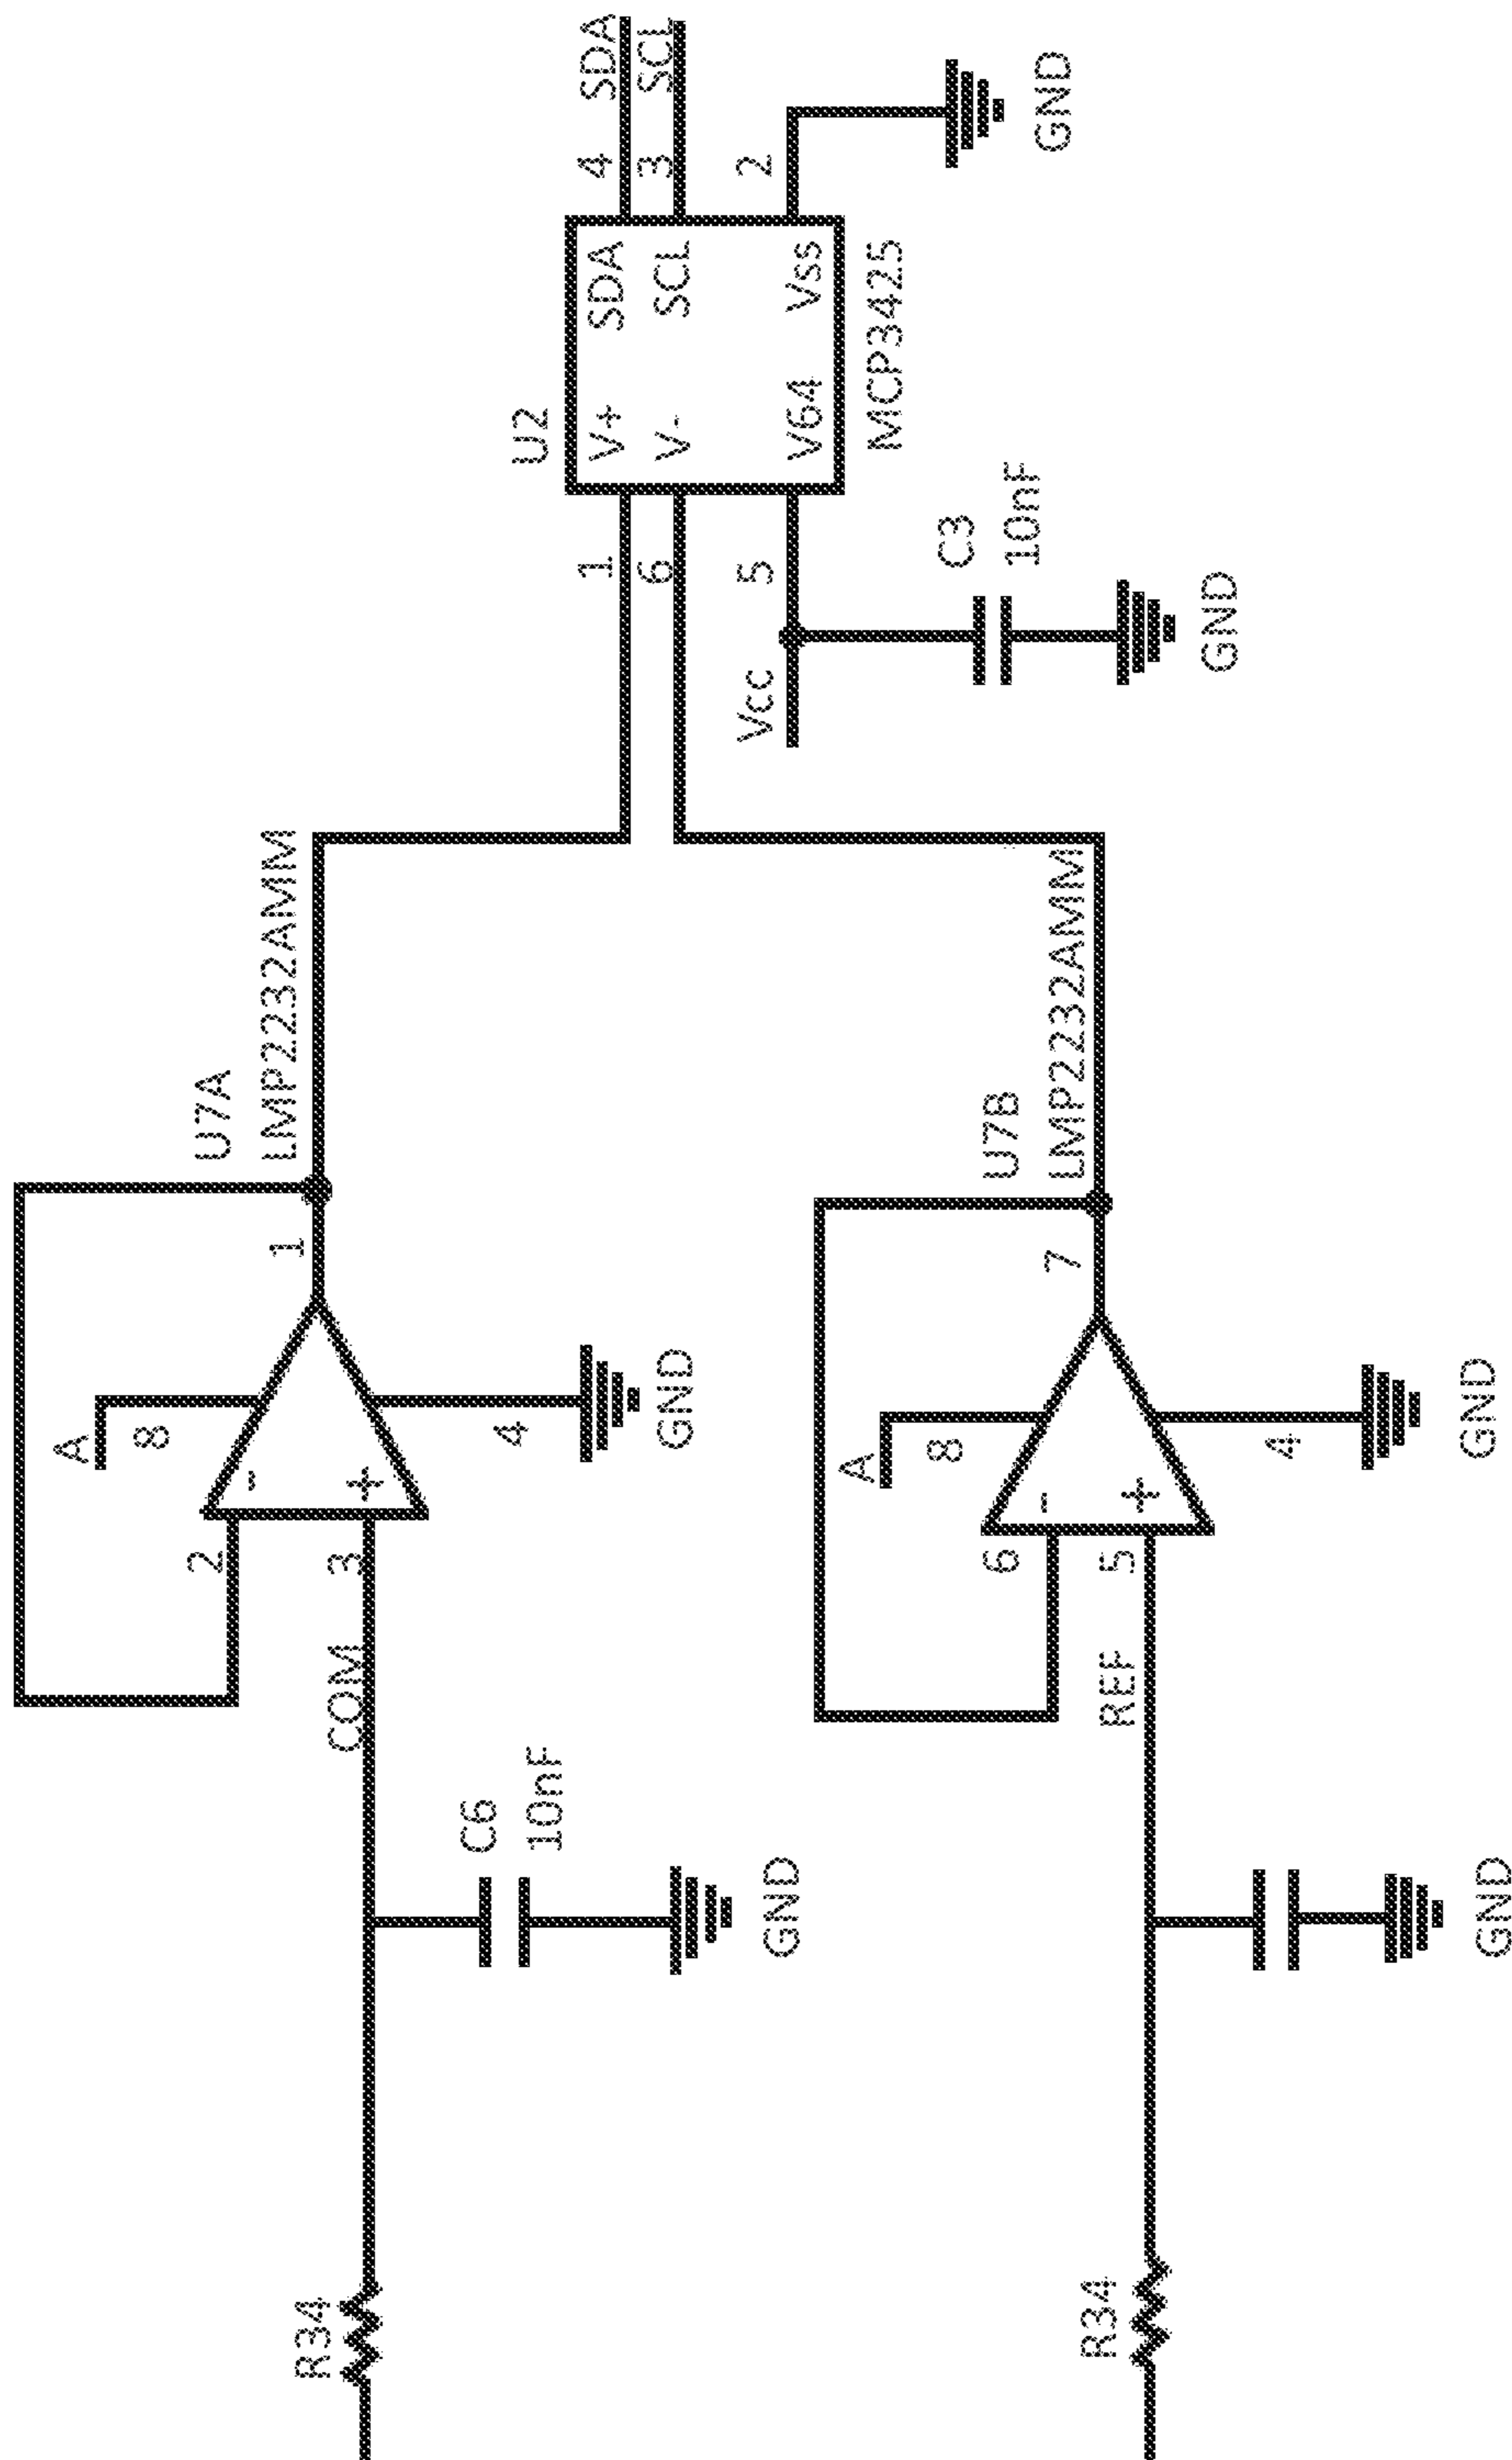 R34
COM
C6
10nF
GND
2
3
A
8
4
GND
1
U7A
LMP2232AMM
R34
REF
GND
6
5
A
8
4
GND
7
U7B
LMP2232AMM
Vcc
C3
10nF
GND
1
6
5
U2
V+
V-
V64
SDA
SCL
Vss
MCP3425
4
3
2
SDA
SCL
GND